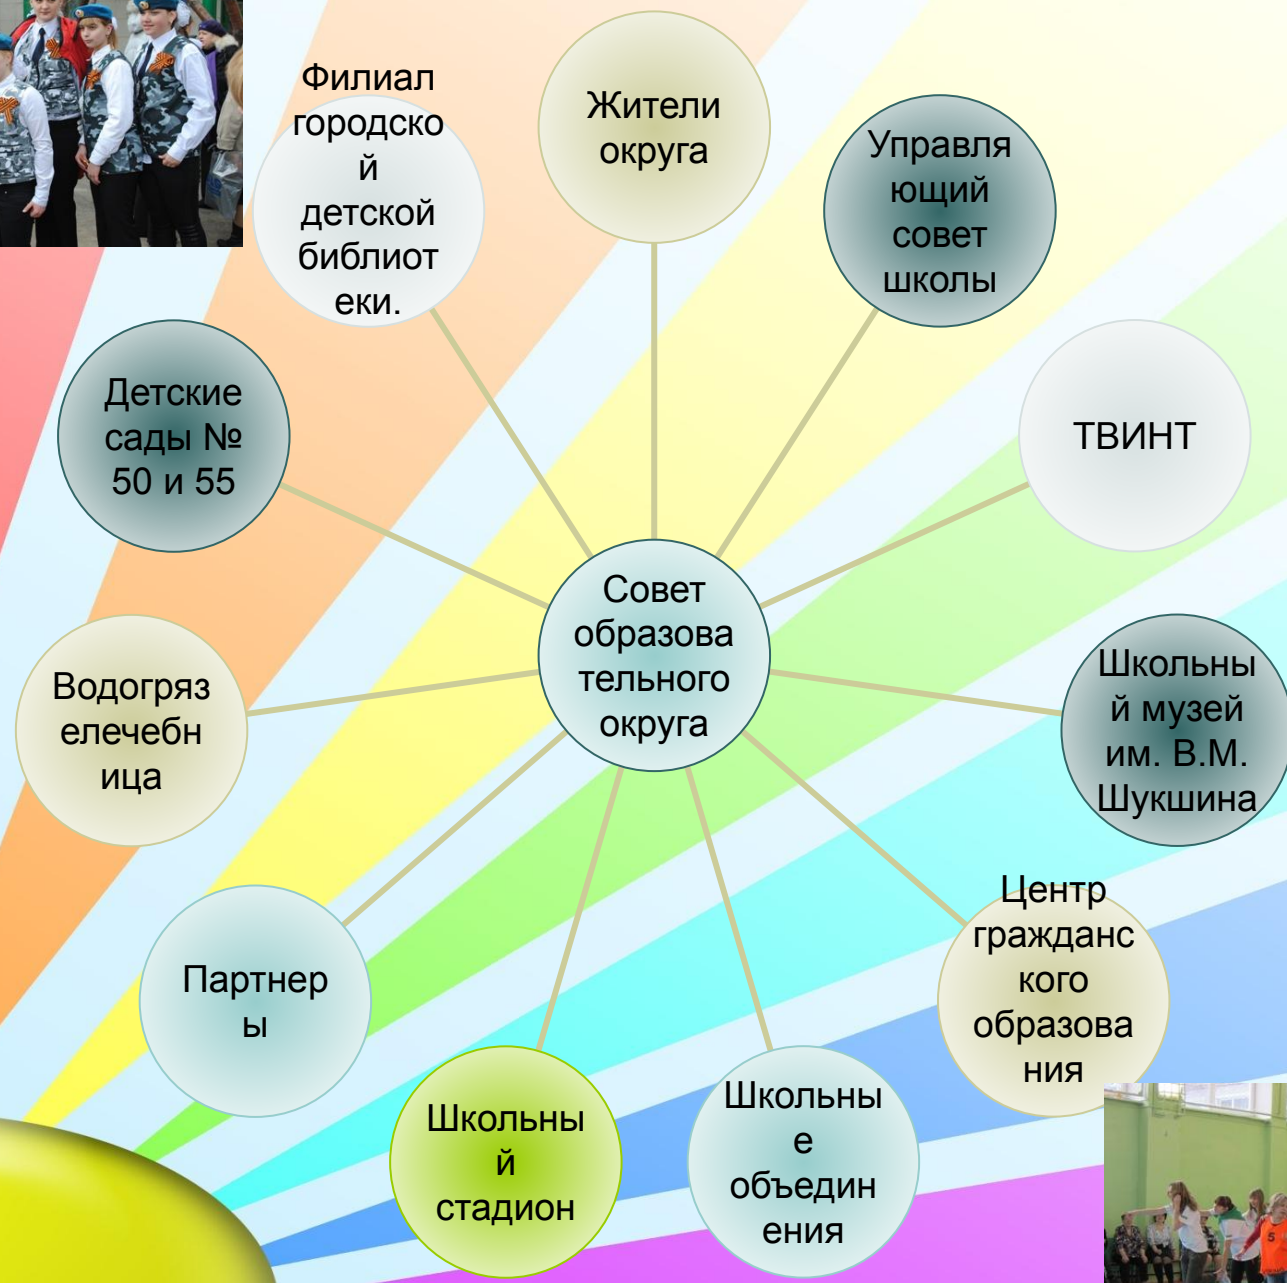 Филиал
городско
й
детской
библиот
еки.
Жители
округа
Управля
ющий
совет
школы
Детские
сады №
50 и 55
ТВИНТ
Совет
образова
тельного
округа
Водогряз
елечебн
ица
Школьны
й музей
им. В.М.
Шукшина
Партнер
ы
Центр
гражданс
кого
образова
ния
Школьны
й
стадион
Школьны
е
объедин
ения
5